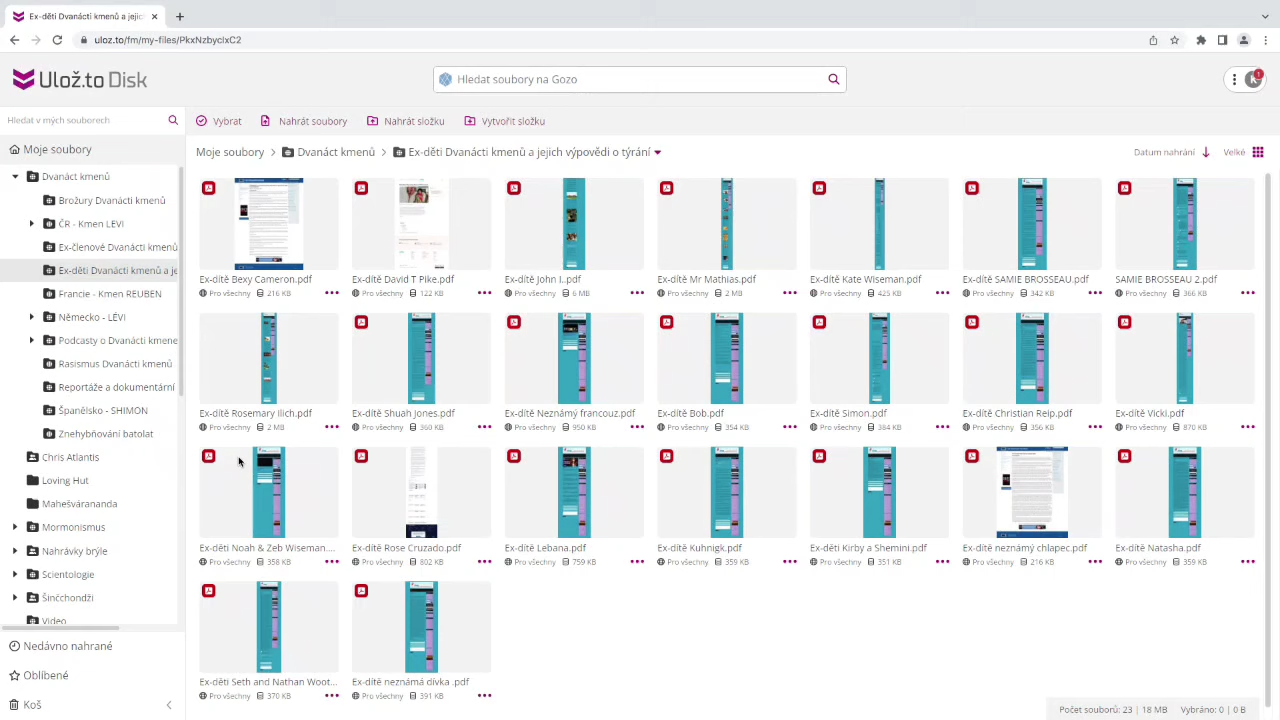 Ex-děti Dvanácti kmenů a jejich
uloz.to/fm/my-files/PkxNzbyclxC2
Ulož.to Disk
Hledat soubory na Gozo
K
1
Hledat v mých souborech
Vybrat
Nahrát soubory
Nahrát složku
Vytvořit složku
Moje soubory
Moje soubory > Dvanáct kmenů > Ex-děti Dvanácti kmenů a jejich výpovědi o týrání
Datum nahrání
Velké
Dvanáct kmenů
Brožury Dvanácti kmenů
ČR - Kmen LEVI
Ex-členové Dvanácti kmenů
Ex-děti Dvanácti kmenů a je
Francie - Kmen REUBEN
Německo - LÉVI
Podcasty o Dvanácti kmene
Rasismus Dvanácti kmenů
Reportáže a dokumentární
Španělsko - SHIMON
Znehybňování batolat
Chris Atlantis
Loving Hut
Mahéšvaránanda
Mormonismus
Nahrávky brýle
Scientologie
Šinčchondži
Video
Nedávno nahrané
Oblíbené
Koš
Ex-dítě Bexy Cameron.pdf
Pro všechny 216 KB
Ex-dítě David T Pike.pdf
Pro všechny 122 KB
Ex-dítě John I..pdf
Pro všechny 6 MB
Ex-dítě Mr Mathias.pdf
Pro všechny 2 MB
Ex-dítě Kate Wiseman.pdf
Pro všechny 425 KB
Ex-dítě SAMIE BROSSEAU.pdf
Pro všechny 342 KB
SAMIE BROSSEAU 2.pdf
Pro všechny 366 KB
Ex-dítě Rosemary Ilich.pdf
Pro všechny 2 MB
Ex-dítě Shuah Jones.pdf
Pro všechny 360 KB
Ex-dítě Neznámý francouz.pdf
Pro všechny 950 KB
Ex-dítě Bob.pdf
Pro všechny 354 KB
Ex-dítě Simon.pdf
Pro všechny 384 KB
Ex-dítě Christian Reip.pdf
Pro všechny 356 KB
Ex-dítě Vicki.pdf
Pro všechny 870 KB
Ex-děti Noah & Zeb Wiseman....
Pro všechny 358 KB
Ex-dítě Rose Cruzado.pdf
Pro všechny 802 KB
Ex-dítě Lebana.pdf
Pro všechny 759 KB
Ex-dítě Kuhnigk.pdf
Pro všechny 359 KB
Ex-děti Kirby a Shemini.pdf
Pro všechny 351 KB
Ex-dítě neznámý chlapec.pdf
Pro všechny 216 KB
Ex-dítě Natasha.pdf
Pro všechny 359 KB
Ex-děti Seth and Nathan Woot...
Pro všechny 370 KB
Ex-dítě neznámá dívka .pdf
Pro všechny 391 KB
Počet souborů: 23 | 18 MB Vybráno: 0 | 0 B